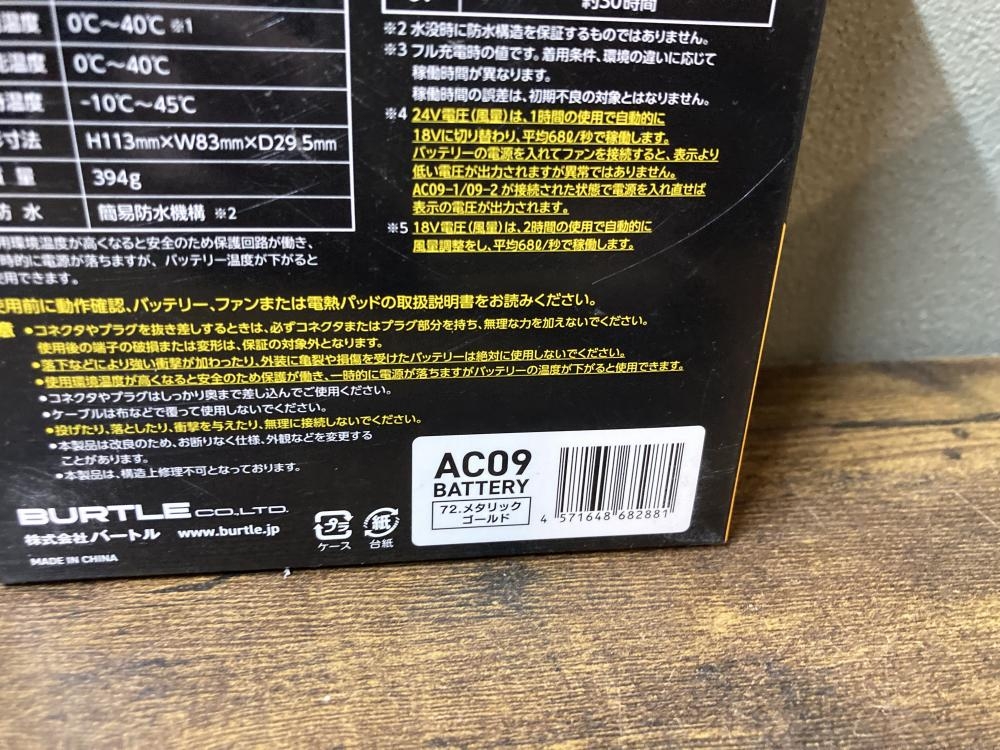 温度 0℃～40℃ ※1
温度 0℃～40℃
温度 -10℃～45℃
寸法 H113mm×W83mm×D29.5mm
量 394g
防 水 簡易防水機構 ※2
用環境温度が高くなると安全のため保護回路が働き、
時的に電源が落ちますが、バッテリー温度が下がると
使用できます。
約30時間
※2 水没時に防水構造を保証するものではありません。
※3 フル充電時の値です。着用条件、環境の違いに応じて
稼働時間が異なります。
稼働時間の誤差は、初期不良の対象とはなりません。
※4 24V電圧(風量)は、1時間の使用で自動的に
18Vに切り替わり、平均68ℓ/秒で稼働します。
バッテリーの電源を入れてファンを接続すると、表示より
低い電圧が出力されますが異常ではありません。
AC09-1/09-2 が接続された状態で電源を入れ直せば
表示の電圧が出力されます。
※5 18V電圧(風量)は、2時間の使用で自動的に
風量調整をし、平均68ℓ/秒で稼働します。
使用前に動作確認、バッテリー、ファンまたは電熱パッドの取扱説明書をお読みください。
意 •コネクタやプラグを抜き差しするときは、必ずコネクタまたはプラグ部分を持ち、無理な力を加えないでください。
使用後の端子の破損または変形は、保証の対象外となります。
•落下などにより強い衝撃が加わったり、外装に亀裂や損傷を受けたバッテリーは絶対に使用しないでください。
•使用環境温度が高くなると安全のため保護が働き、一時的に電源が落ちますがバッテリーの温度が下がると使用できます。
•コネクタやプラグはしっかり奥まで差し込んでご使用ください。
•ケーブルは布などで覆って使用しないでください。
•投げたり、落としたり、衝撃を与えたり、無理に接続しないでください。
•本製品は改良のため、お断りなく仕様、外観などを変更する
ことがあります。
•本製品は、構造上修理不可となっております。
BURTLE CO.,LTD.
株式会社バートル www.burtle.jp
MADE IN CHINA
プラ
ケース
紙
台紙
AC09
BATTERY
72.メタリック
ゴールド
4 571648 682881